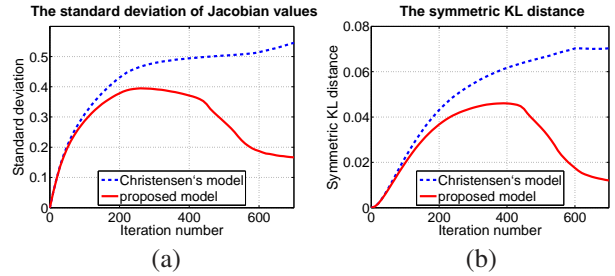 The standard deviation of Jacobian values
Standard deviation
0.5
0.4
0.3
0.2
0.1
0
Christensen's model
proposed model
0 200 400 600
Iteration number
(a)
The symmetric KL distance
Symmetric KL distance
0.08
0.06
0.04
0.02
0
Christensen's model
proposed model
0 200 400 600
Iteration number
(b)